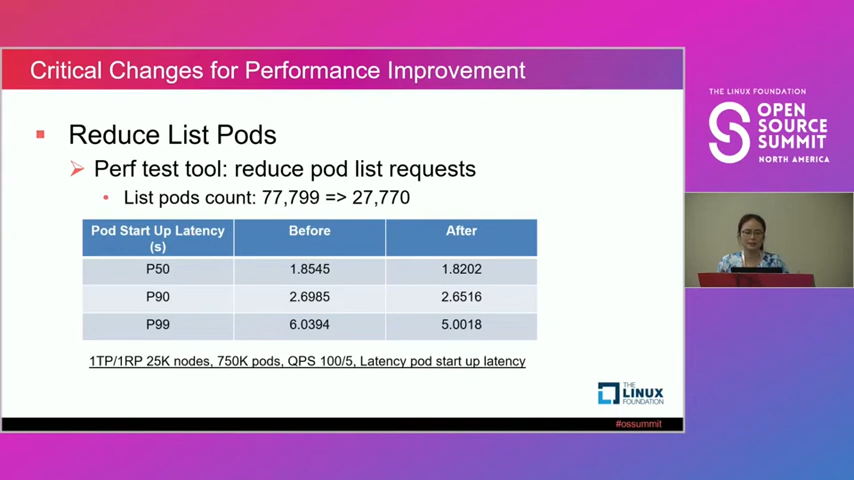 Critical Changes for Performance Improvement
Reduce List Pods
Perf test tool: reduce pod list requests
List pods count: 77,799 => 27,770
Pod Start Up Latency (s) Before After
P50 1.8545 1.8202
P90 2.6985 2.6516
P99 6.0394 5.0018
1TP/1RP 25K nodes, 750K pods, QPS 100/5, Latency pod start up latency
THE
LINUX
FOUNDATION
#ossummit
THE LINUX FOUNDATION
OPEN
SOURCE
SUMMIT
NORTH AMERICA